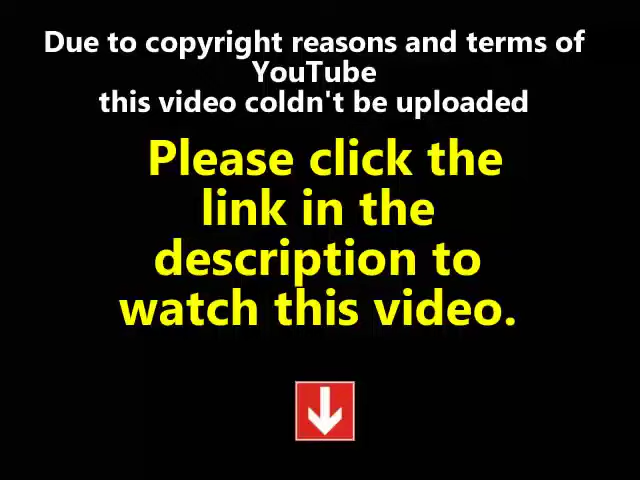 Due to copyright reasons and terms of
YouTube
this video coldn't be uploaded
Please click the
link in the
description to
watch this video.